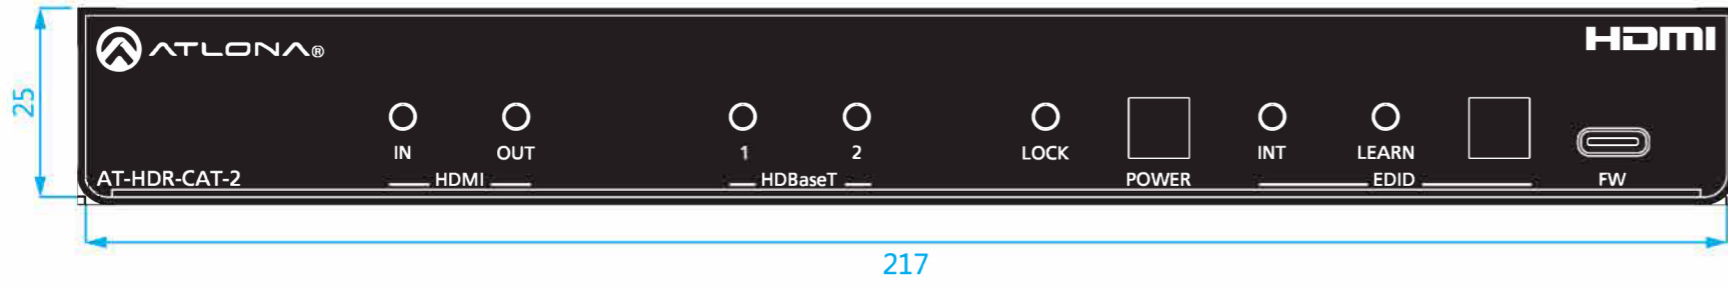 ATLONA®
HDMI
25
IN OUT 1 2 LOCK INT LEARN
AT-HDR-CAT-2 HDMI HDBaseT POWER EDID FW
217